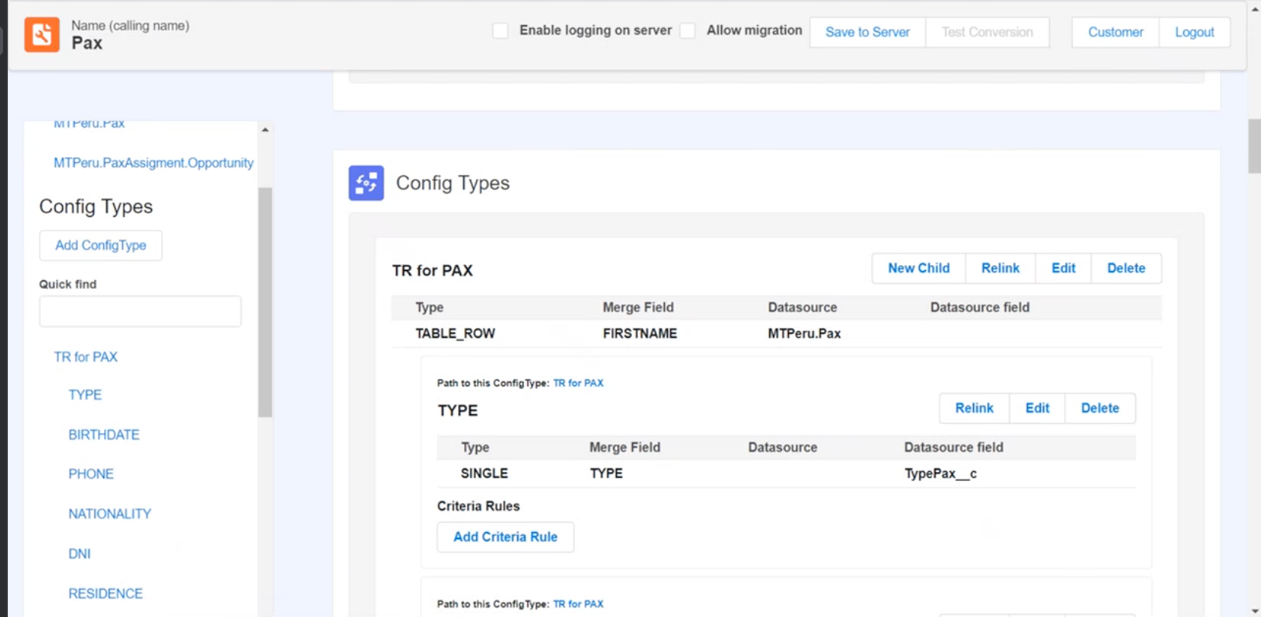 Name (calling name)
Pax
Enable logging on server
Allow migration
Save to Server
Test Conversion
Customer
Logout
MTPeru.Pax
MTPeru.PaxAssigment.Opportunity
Config Types
Add ConfigType
Quick find
TR for PAX
TYPE
BIRTHDATE
PHONE
NATIONALITY
DNI
RESIDENCE
Config Types
TR for PAX
New Child Relink Edit Delete
Type Merge Field Datasource Datasource field
TABLE_ROW FIRSTNAME MTPeru.Pax
Path to this ConfigType: TR for PAX
TYPE
Relink Edit Delete
Type Merge Field Datasource Datasource field
SINGLE TYPE TypePax__c
Criteria Rules
Add Criteria Rule
Path to this ConfigType: TR for PAX